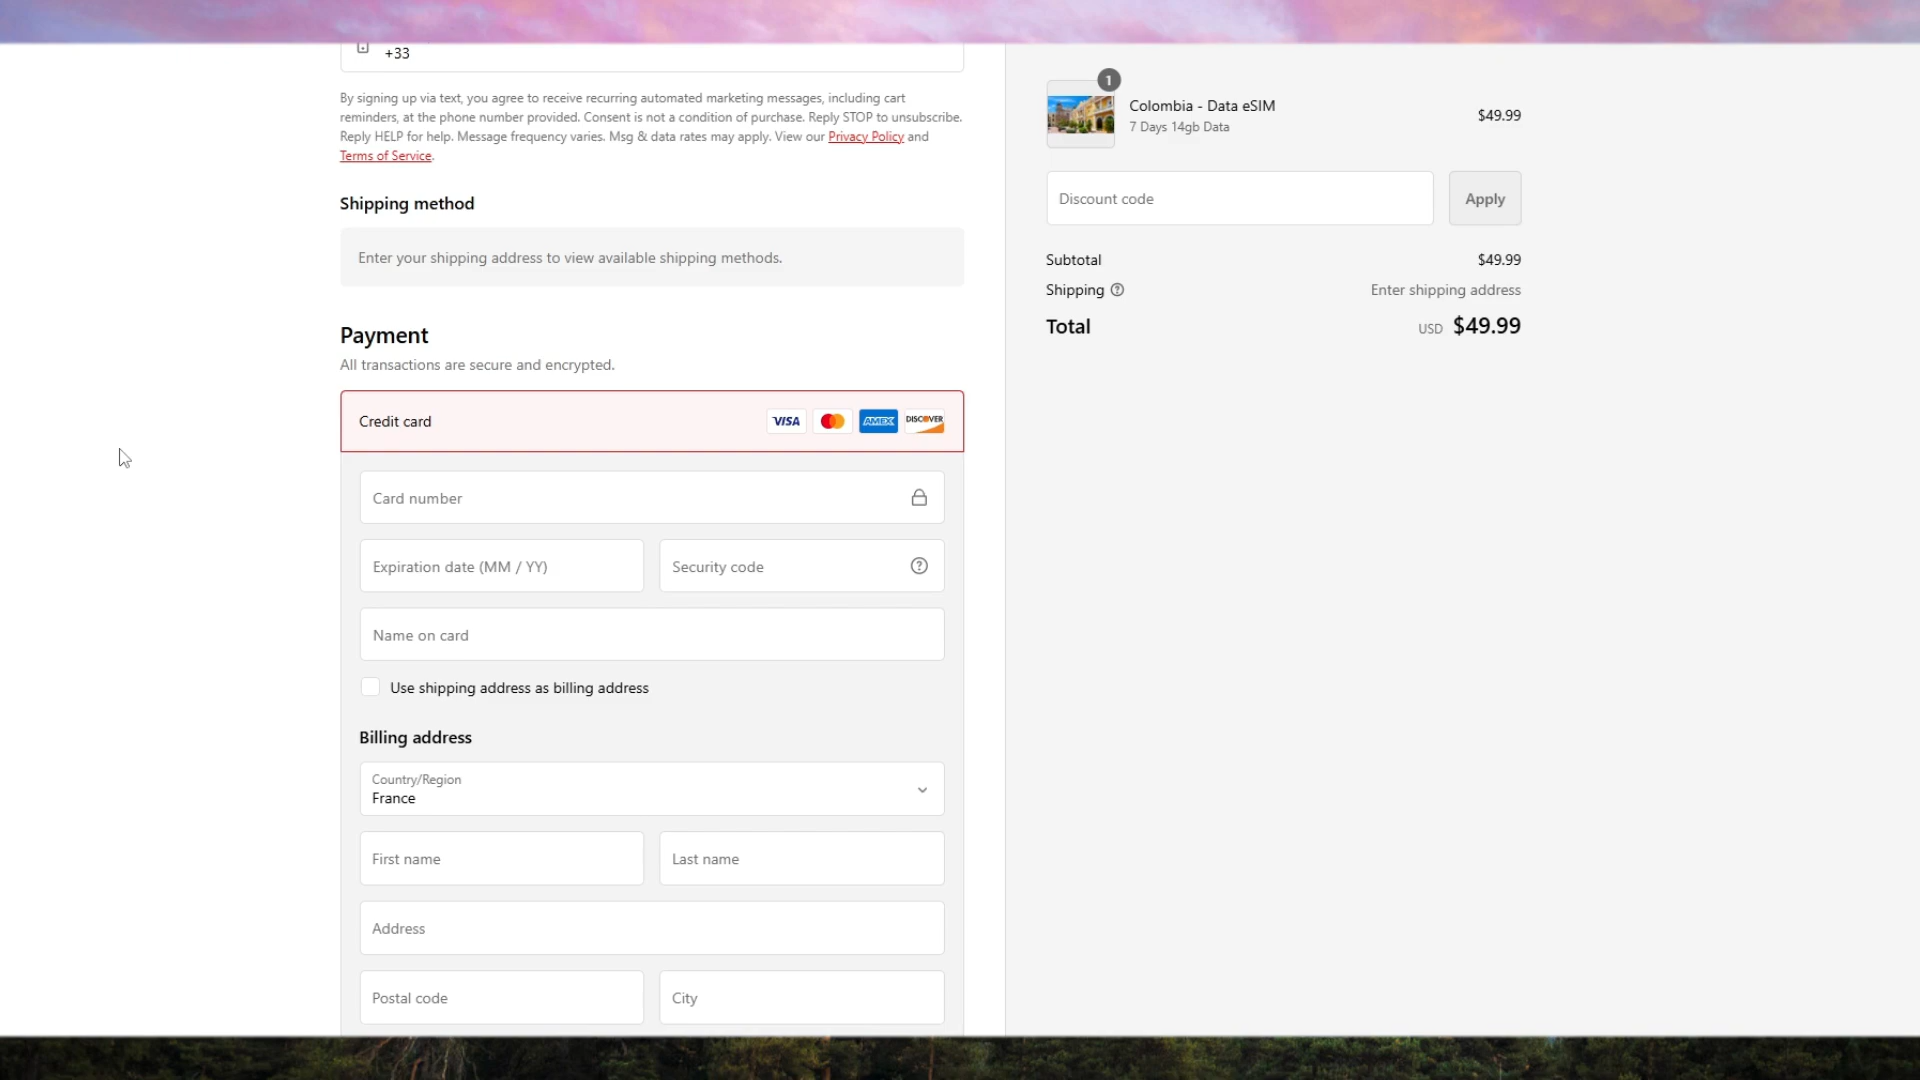 +33
By signing up via text, you agree to receive recurring automated marketing messages, including cart
reminders, at the phone number provided. Consent is not a condition of purchase. Reply STOP to unsubscribe.
Reply HELP for help. Message frequency varies. Msg & data rates may apply. View our Privacy Policy and
Terms of Service.
Shipping method
Enter your shipping address to view available shipping methods.
Payment
All transactions are secure and encrypted.
Credit card
VISA
AMEX
DISCOVER
Card number
Expiration date (MM / YY)
Security code
Name on card
Use shipping address as billing address
Billing address
Country/Region
France
First name
Last name
Address
Postal code
City
1
Colombia - Data eSIM
7 Days 14gb Data
$49.99
Discount code
Apply
Subtotal
$49.99
Shipping
Enter shipping address
Total
USD $49.99